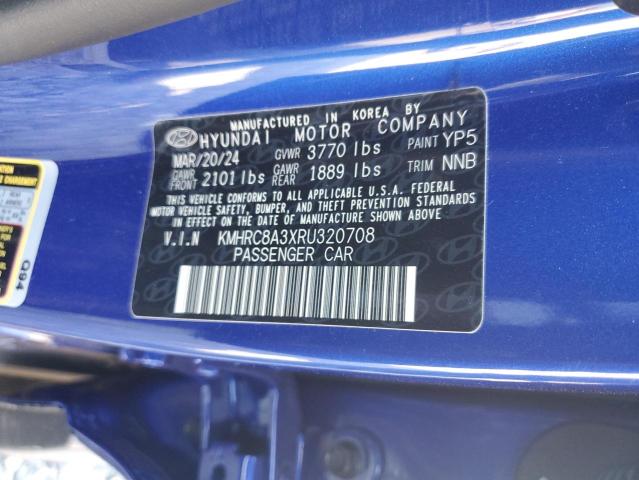 MANUFACTURED IN KOREA BY
HYUNDAI MOTOR COMPANY
MAR/20/24 GVWR 3770 lbs PAINT YP5
GAWR FRONT 2101 lbs GAWR REAR 1889 lbs TRIM NNB
THIS VEHICLE CONFORMS TO ALL APPLICABLE U.S.A. FEDERAL
MOTOR VEHICLE SAFETY, BUMPER, AND THEFT PREVENTION STANDARDS
IN EFFECT ON THE DATE OF MANUFACTURE SHOWN ABOVE.
V.I.N KMHRC8A3XRU320708
PASSENGER CAR
Q94